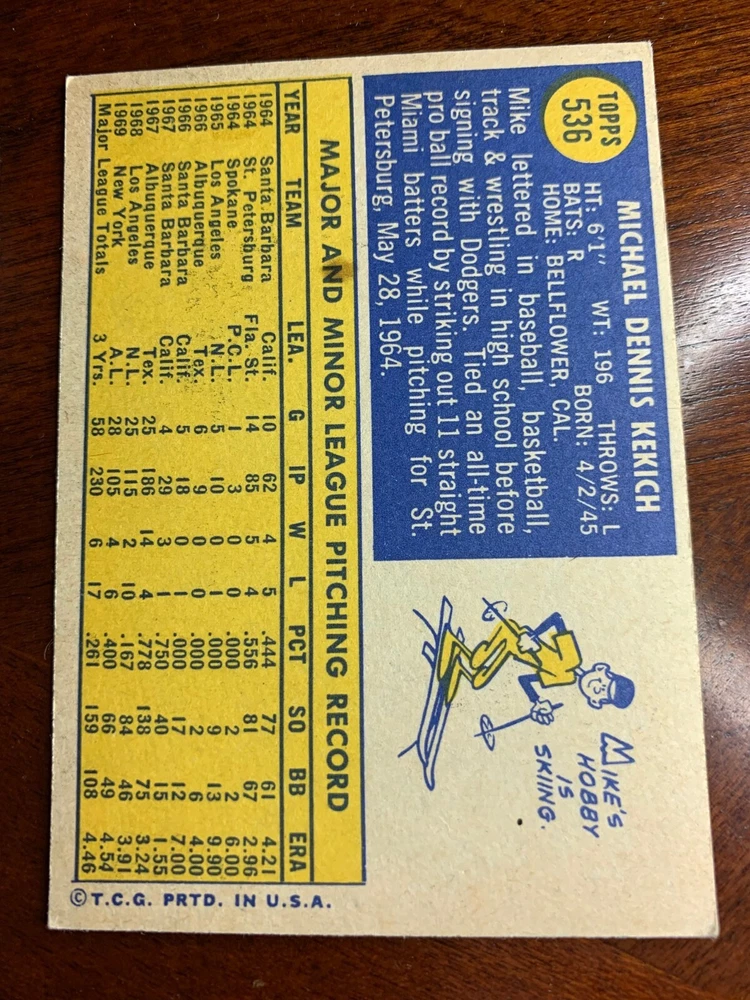 TOPPS
536
MICHAEL DENNIS KEKICH
HT: 6'1" WT: 196 THROWS: L
BATS: R BORN: 4/2/45
HOME: BELLFLOWER, CAL.
Mike lettered in baseball, basketball,
track & wrestling in high school before
signing with Dodgers. Tied an all-time
pro ball record by striking out 11 straight
Miami batters while pitching for St.
Petersburg, May 28, 1964.
MIKE'S
HOBBY
IS
SKIING.
MAJOR AND MINOR LEAGUE PITCHING RECORD
YEAR TEAM LEA. G IP W L PCT SO BB ERA
1964 Santa Barbara Calif. 10 62 4 5 .444 77 61 4.21
1964 St. Petersburg Fla. St. 14 85 5 4 .556 81 67 2.96
1964 Spokane P.C.L. 1 3 0 0 .000 2 2 6.00
1965 Los Angeles N.L. 5 10 0 1 .000 9 13 9.90
1966 Albuquerque Tex. 6 9 0 0 .000 2 6 4.00
1966 Santa Barbara Calif. 5 18 0 1 .000 17 12 7.00
1967 Santa Barbara Calif. 4 29 3 1 .750 40 15 1.55
1967 Albuquerque Tex. 25 186 14 4 .778 138 75 3.24
1968 Los Angeles N.L. 25 115 2 10 .167 84 46 3.91
1969 New York A.L. 28 105 4 6 .400 66 49 4.54
Major League Totals 3 Yrs. 58 230 6 17 .261 159 108 4.46
© T.C.G. PRTD. IN U.S.A.